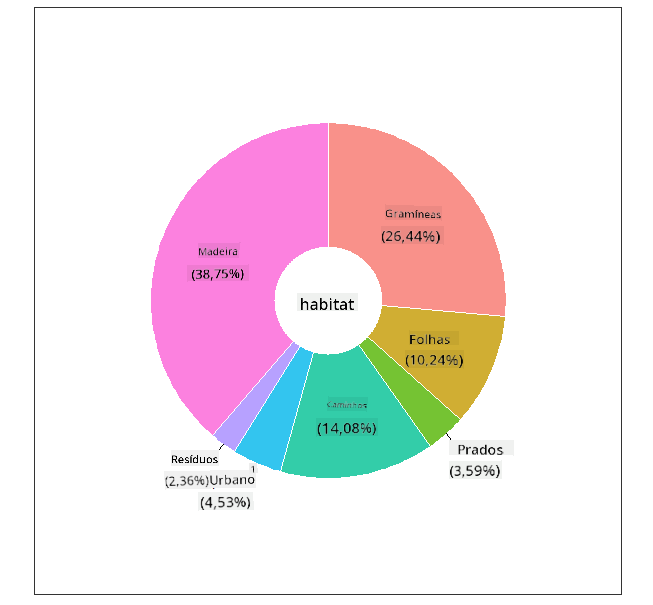 Gramíneas
(26,44%)
Madeira
(38,75%)
habitat
Folhas
(10,24%)
Caminhos
(14,08%)
Prados
(3,59%)
Resíduos
(2,36%)
Urbano
(4,53%)